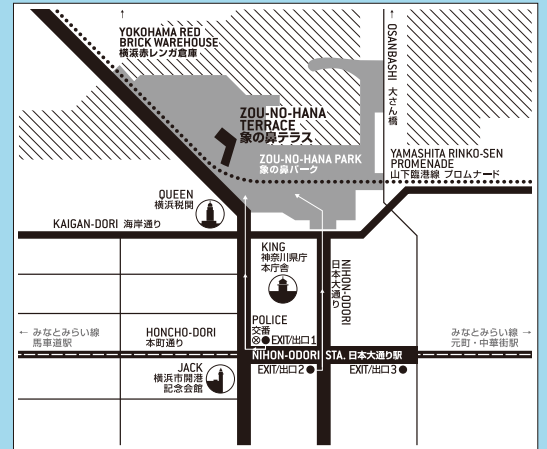 ↑
YOKOHAMA RED
BRICK WAREHOUSE
横浜赤レンガ倉庫
OSANBASHI 大さん橋
ZOU-NO-HANA
TERRACE
象の鼻テラス
ZOU-NO-HANA PARK
象の鼻パーク
YAMASHITA RINKO-SEN
PROMENADE
山下臨港線 プロムナード
QUEEN
横浜税関
KAIGAN-DORI 海岸通り
KING
神奈川県庁
本庁舎
NIHON-ODORI
日本大通り
POLICE
交番
⊗●EXIT/出口1
← みなとみらい線
馬車道駅
HONCHO-DORI
本町通り
みなとみらい線 →
元町・中華街駅
NIHON-ODORI STA. 日本大通り駅
JACK
横浜市開港
記念会館
EXIT/出口2●
EXIT/出口3●